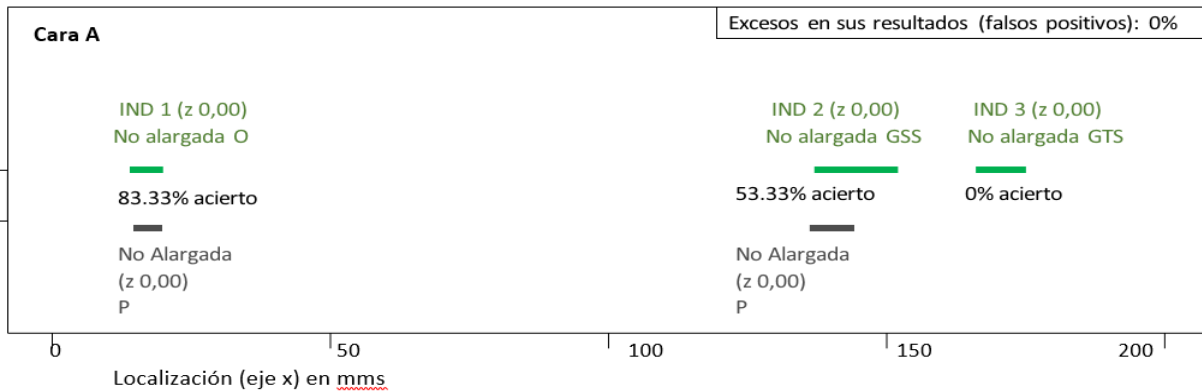 Cara A
Excesos en sus resultados (falsos positivos): 0%
IND 1 (z 0,00)
No alargada O
IND 2 (z 0,00)
No alargada GSS
IND 3 (z 0,00)
No alargada GTS
83.33% acierto
53.33% acierto
0% acierto
No Alargada
(z 0,00)
P
No Alargada
(z 0,00)
P
0 50 100 150 200
Localización (eje x) en mms